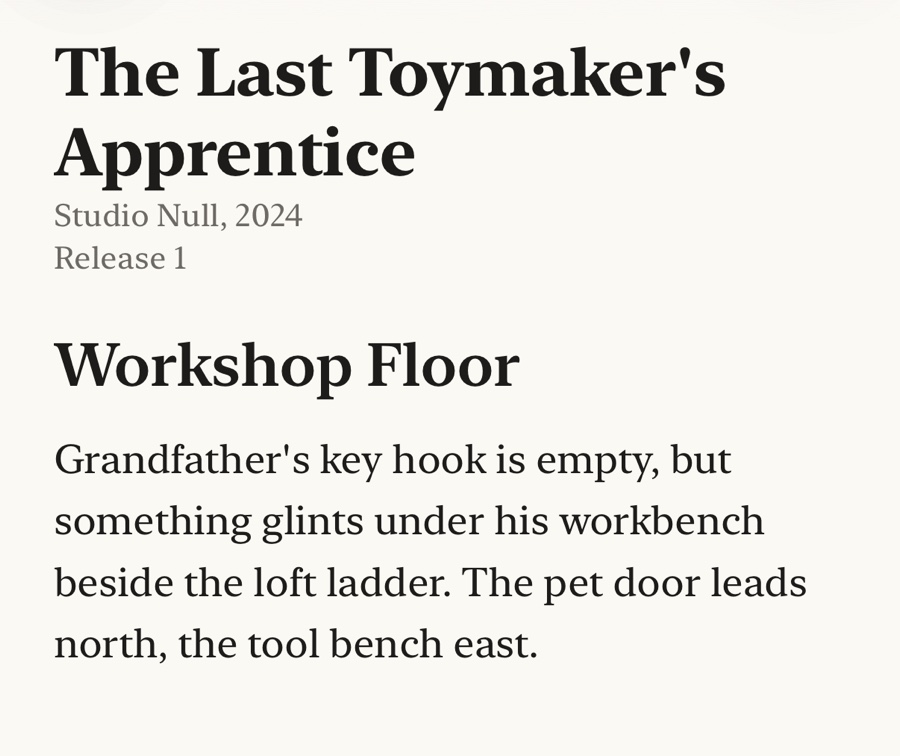 The Last Toymaker's
Apprentice
Studio Null, 2024
Release 1
Workshop Floor
Grandfather's key hook is empty, but
something glints under his workbench
beside the loft ladder. The pet door leads
north, the tool bench east.